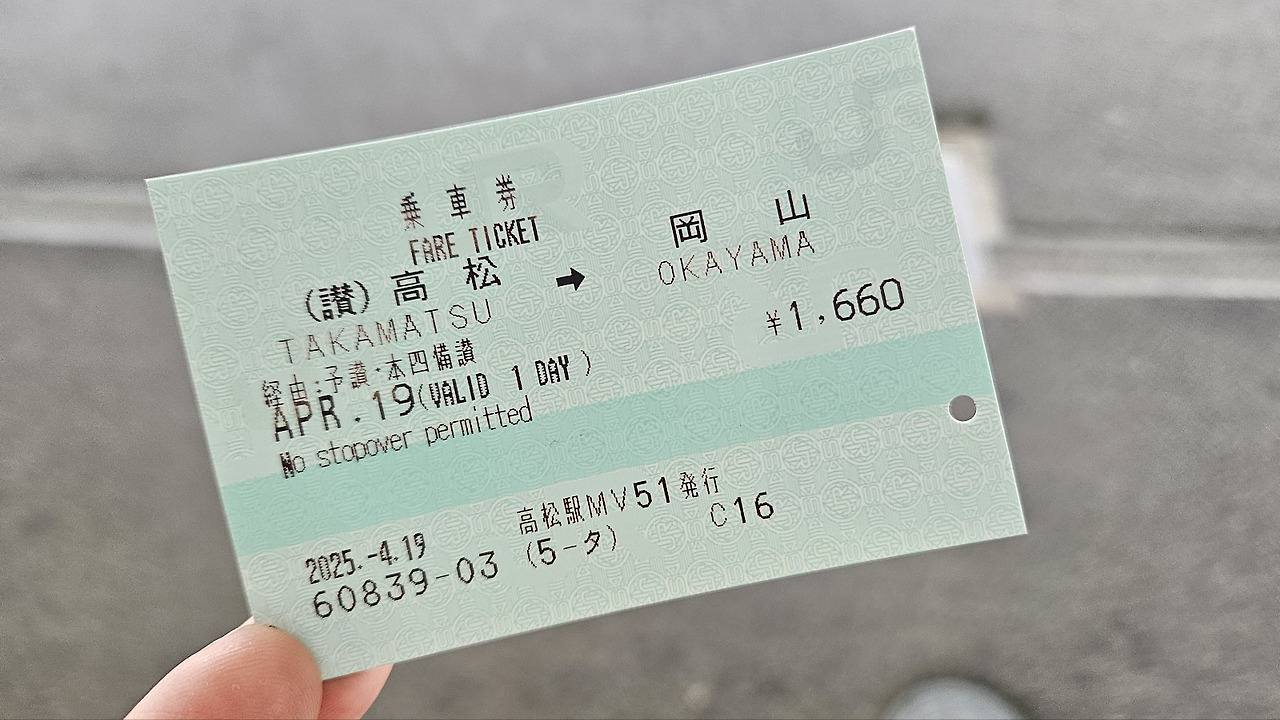 乗車券
FARE TICKET
(讃)高松 → 岡山
TAKAMATSU OKAYAMA
¥1,660
経由:予讃・本四備讃
APR.19(VALID 1 DAY)
No stopover permitted
2025.-4.19 高松駅MV51発行
60839-03 (5-タ) C16